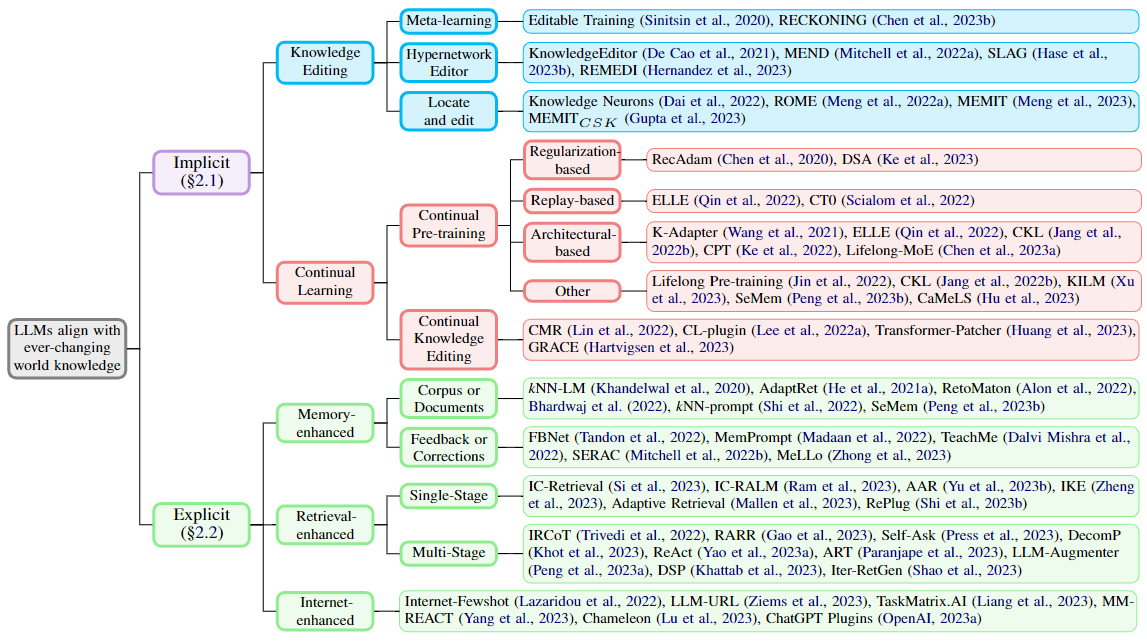 LLMs align with
ever-changing
world knowledge
Implicit
(§2.1)
Knowledge
Editing
Meta-learning
Editable Training (Sinitsin et al., 2020), RECKONING (Chen et al., 2023b)
Hypernetwork
Editor
KnowledgeEditor (De Cao et al., 2021), MEND (Mitchell et al., 2022a), SLAG (Hase et al.,
2023b), REMEDI (Hernandez et al., 2023)
Locate
and edit
Knowledge Neurons (Dai et al., 2022), ROME (Meng et al., 2022a), MEMIT (Meng et al., 2023),
MEMIT_CSK (Gupta et al., 2023)
Continual
Learning
Continual
Pre-training
Regularization-
based
RecAdam (Chen et al., 2020), DSA (Ke et al., 2023)
Replay-based
ELLE (Qin et al., 2022), CT0 (Scialom et al., 2022)
Architectural-
based
K-Adapter (Wang et al., 2021), ELLE (Qin et al., 2022), CKL (Jang et al.,
2022b), CPT (Ke et al., 2022), Lifelong-MoE (Chen et al., 2023a)
Other
Lifelong Pre-training (Jin et al., 2022), CKL (Jang et al., 2022b), KILM (Xu
et al., 2023), SeMem (Peng et al., 2023b), CaMeLS (Hu et al., 2023)
Continual
Knowledge
Editing
CMR (Lin et al., 2022), CL-plugin (Lee et al., 2022a), Transformer-Patcher (Huang et al., 2023),
GRACE (Hartvigsen et al., 2023)
Explicit
(§2.2)
Memory-
enhanced
Corpus or
Documents
kNN-LM (Khandelwal et al., 2020), AdaptRet (He et al., 2021a), RetoMaton (Alon et al., 2022),
Bhardwaj et al. (2022), kNN-prompt (Shi et al., 2022), SeMem (Peng et al., 2023b)
Feedback or
Corrections
FBNet (Tandon et al., 2022), MemPrompt (Madaan et al., 2022), TeachMe (Dalvi Mishra et al.,
2022), SERAC (Mitchell et al., 2022b), MeLLo (Zhong et al., 2023)
Retrieval-
enhanced
Single-Stage
IC-Retrieval (Si et al., 2023), IC-RALM (Ram et al., 2023), AAR (Yu et al., 2023b), IKE (Zheng
et al., 2023), Adaptive Retrieval (Mallen et al., 2023), RePlug (Shi et al., 2023b)
Multi-Stage
IRCoT (Trivedi et al., 2022), RARR (Gao et al., 2023), Self-Ask (Press et al., 2023), DecomP
(Khot et al., 2023), ReAct (Yao et al., 2023a), ART (Paranjape et al., 2023), LLM-Augmenter
(Peng et al., 2023a), DSP (Khattab et al., 2023), Iter-RetGen (Shao et al., 2023)
Internet-
enhanced
Internet-Fewshot (Lazaridou et al., 2022), LLM-URL (Ziems et al., 2023), TaskMatrix.AI (Liang et al., 2023), MM-
REACT (Yang et al., 2023), Chameleon (Lu et al., 2023), ChatGPT Plugins (OpenAI, 2023a)